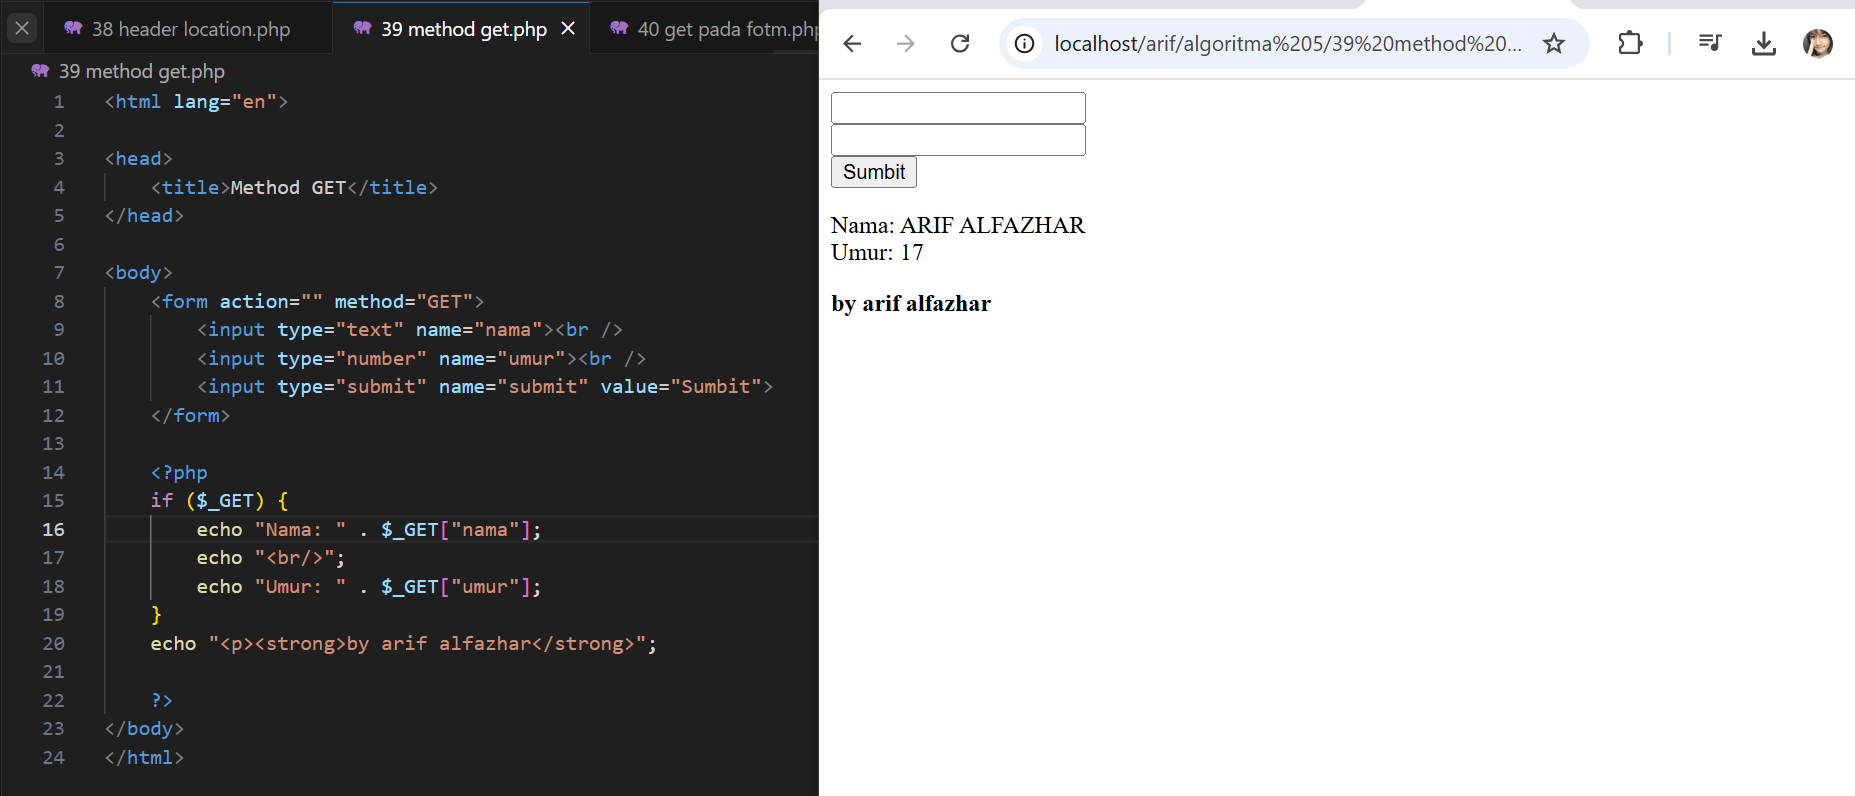 38 header location.php
39 method get.php
40 get pada fotm.php
39 method get.php
1 <html lang="en">
2
3 <head>
4 <title>Method GET</title>
5 </head>
6
7 <body>
8 <form action="" method="GET">
9 <input type="text" name="nama"><br />
10 <input type="number" name="umur"><br />
11 <input type="submit" name="submit" value="Sumbit">
12 </form>
13
14 <?php
15 if ($_GET) {
16 echo "Nama: " . $_GET["nama"];
17 echo "<br/>";
18 echo "Umur: " . $_GET["umur"];
19 }
20 echo "<p><strong>by arif alfazhar</strong>";
21
22 ?>
23 </body>
24 </html>
localhost/arif/algoritma%205/39%20method%20...
Sumbit
Nama: ARIF ALFAZHAR
Umur: 17
by arif alfazhar